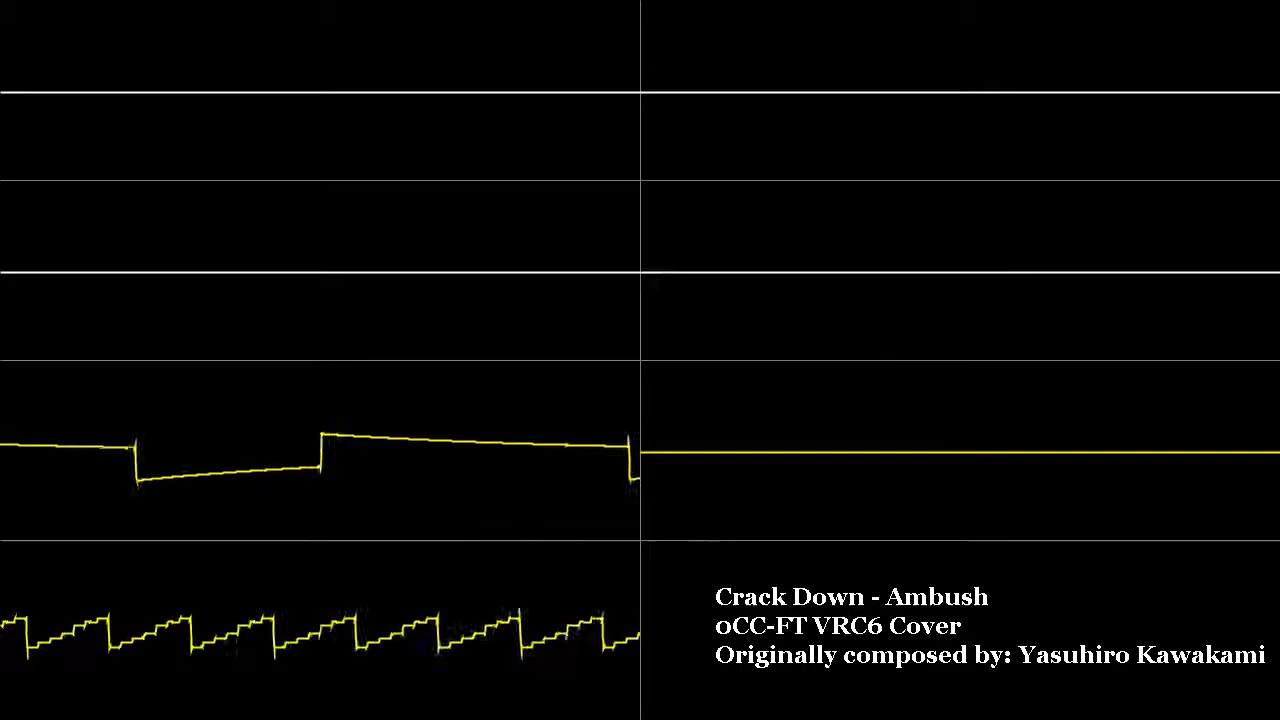 Crack Down - Ambush
0CC-FT VRC6 Cover
Originally composed by: Yasuhiro Kawakami